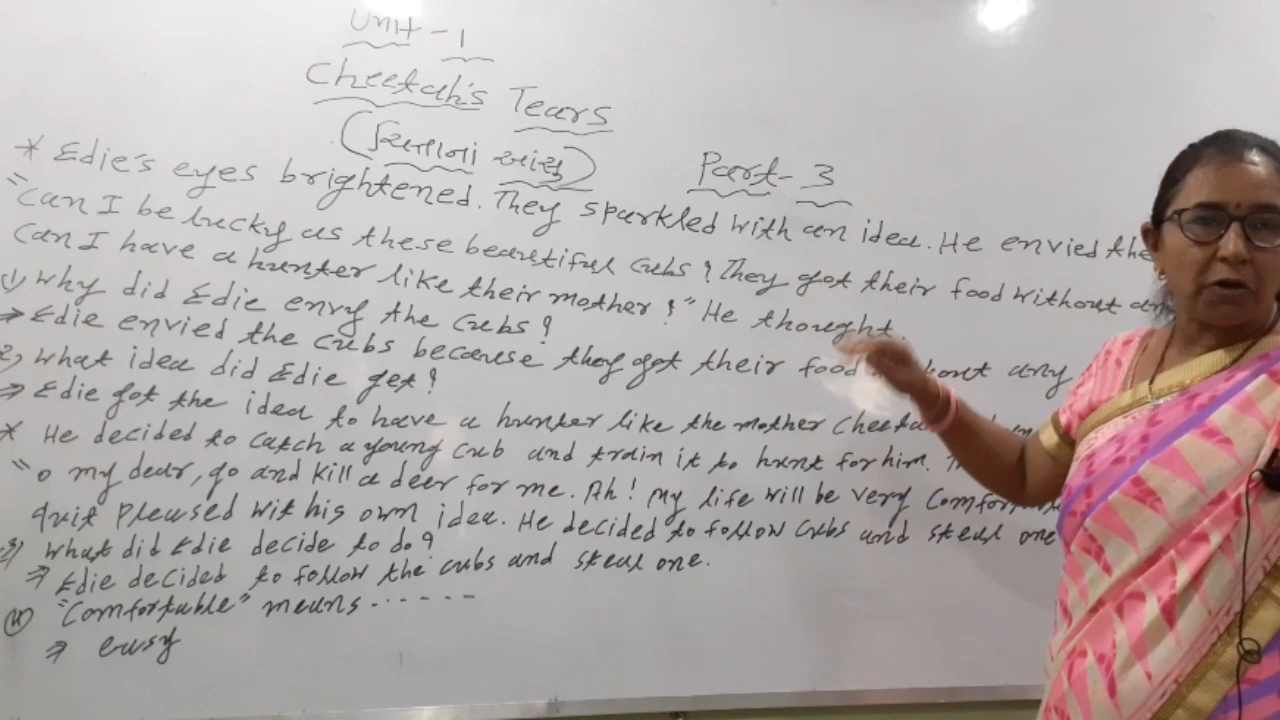 Unit - 1
Cheetah's Tears
(ચિત્તાનાં આંસુ)
Part - 3
* Edie's eyes brightened. They sparkled with an idea. He envied the
"Can I be lucky as these beautiful cubs? They got their food without
Can I have a hunter like their mother?" He thought.
(1) Why did Edie envy the cubs?
⇒ Edie envied the cubs because they got their food any
2) What idea did Edie get?
⇒ Edie got the idea to have a hunter like the mother
* He decided to catch a young cub and train it to hunt for him.
"O my dear, go and kill a deer for me. Ah! My life will be very
quit pleased wit his own idea. He decided to follow cubs and steal one
3) What did Edie decide to do?
⇒ Edie decided to follow the cubs and steal one.
(4) "Comfortable" means ------
⇒ easy